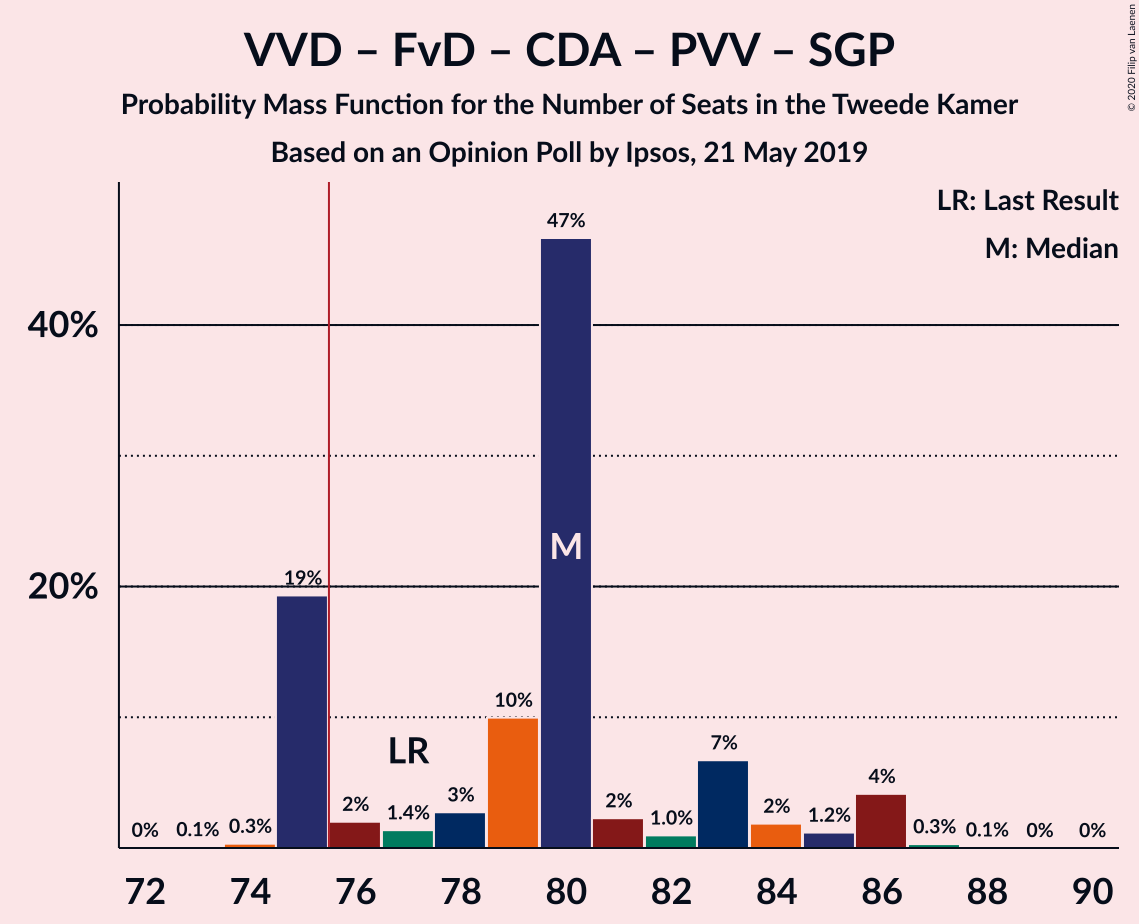 VVD – FvD – CDA – PVV – SGP
Probability Mass Function for the Number of Seats in the Tweede Kamer
Based on an Opinion Poll by Ipsos, 21 May 2019
© 2020 Filip van Laenen
LR: Last Result
M: Median
40%
20%
0%
0.1%
0.3%
19%
2%
1.4%
3%
10%
47%
2%
1.0%
7%
2%
1.2%
4%
0.3%
0.1%
0%
0%
LR
M
72 74 76 78 80 82 84 86 88 90